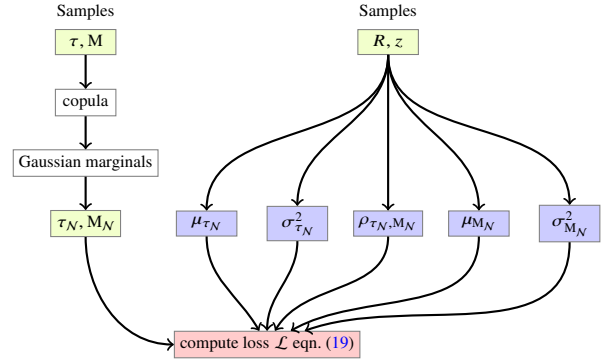 Samples
Samples
τ, M
R, z
copula
Gaussian marginals
τ_𝒩, M_𝒩
μ_{τ_𝒩}
σ²_{τ_𝒩}
ρ_{τ_𝒩,M_𝒩}
μ_{M_𝒩}
σ²_{M_𝒩}
compute loss ℒ eqn. (19)